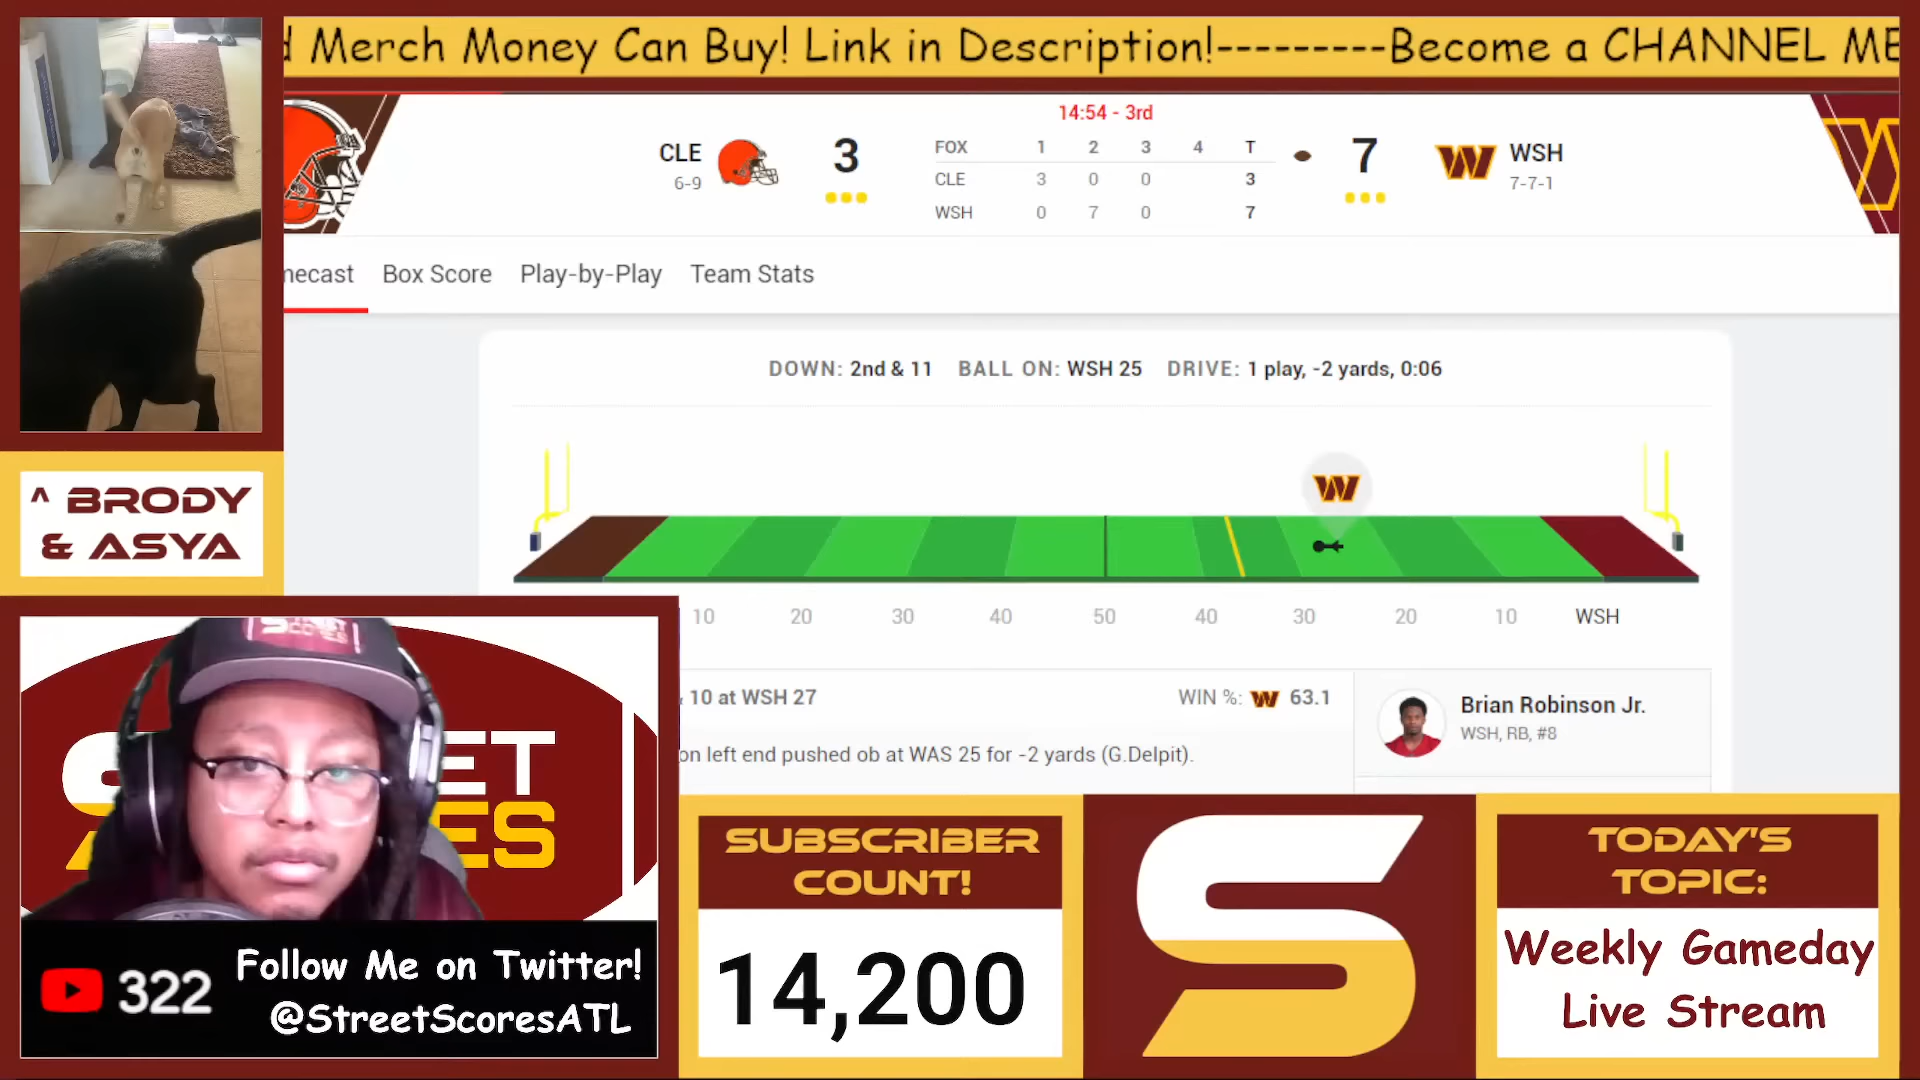 d Merch Money Can Buy! Link in Description!---------Become a CHANNEL ME
14:54 - 3rd
CLE
6-9
3
FOX 1 2 3 4 T
CLE 3 0 0 3
WSH 0 7 0 7
7
WSH
7-7-1
mecast Box Score Play-by-Play Team Stats
DOWN: 2nd & 11 BALL ON: WSH 25 DRIVE: 1 play, -2 yards, 0:06
^ BRODY
& ASYA
10 20 30 40 50 40 30 20 10 WSH
10 at WSH 27
WIN %: 63.1
on left end pushed ob at WAS 25 for -2 yards (G.Delpit).
Brian Robinson Jr.
WSH, RB, #8
STREET
SCORES
S ET
ES
322
Follow Me on Twitter!
@StreetScoresATL
SUBSCRIBER
COUNT!
14,200
S
TODAY'S
TOPIC:
Weekly Gameday
Live Stream